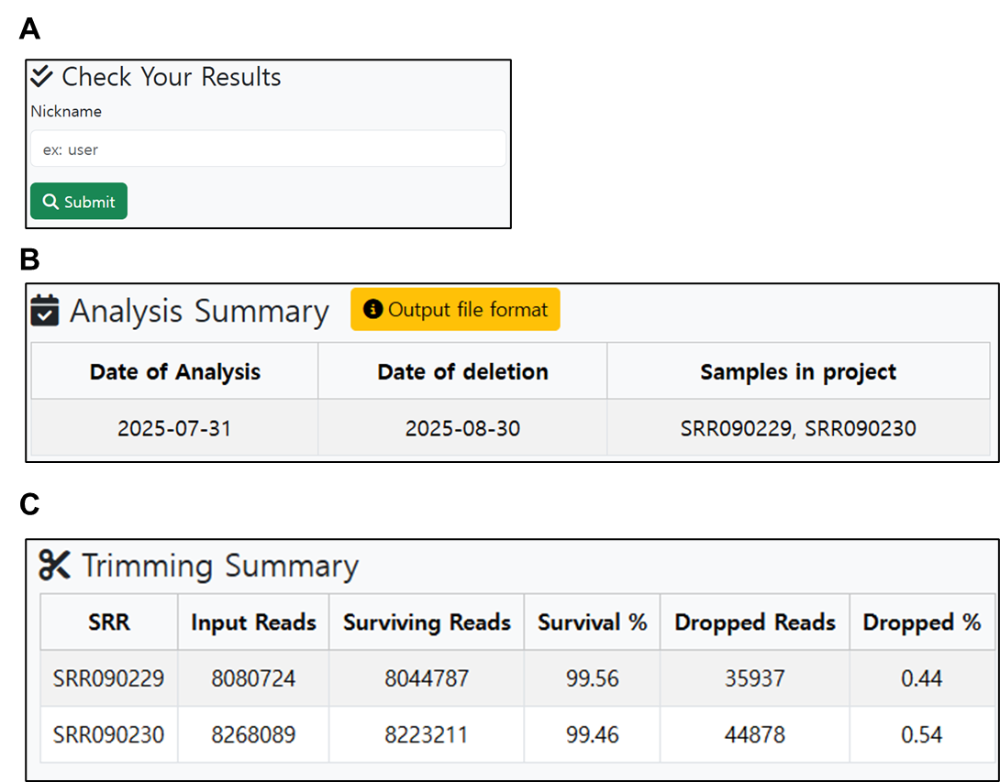 A
Check Your Results
Nickname
ex: user
Submit
B
Analysis Summary Output file format
Date of Analysis Date of deletion Samples in project
2025-07-31 2025-08-30 SRR090229, SRR090230
C
Trimming Summary
SRR Input Reads Surviving Reads Survival % Dropped Reads Dropped %
SRR090229 8080724 8044787 99.56 35937 0.44
SRR090230 8268089 8223211 99.46 44878 0.54